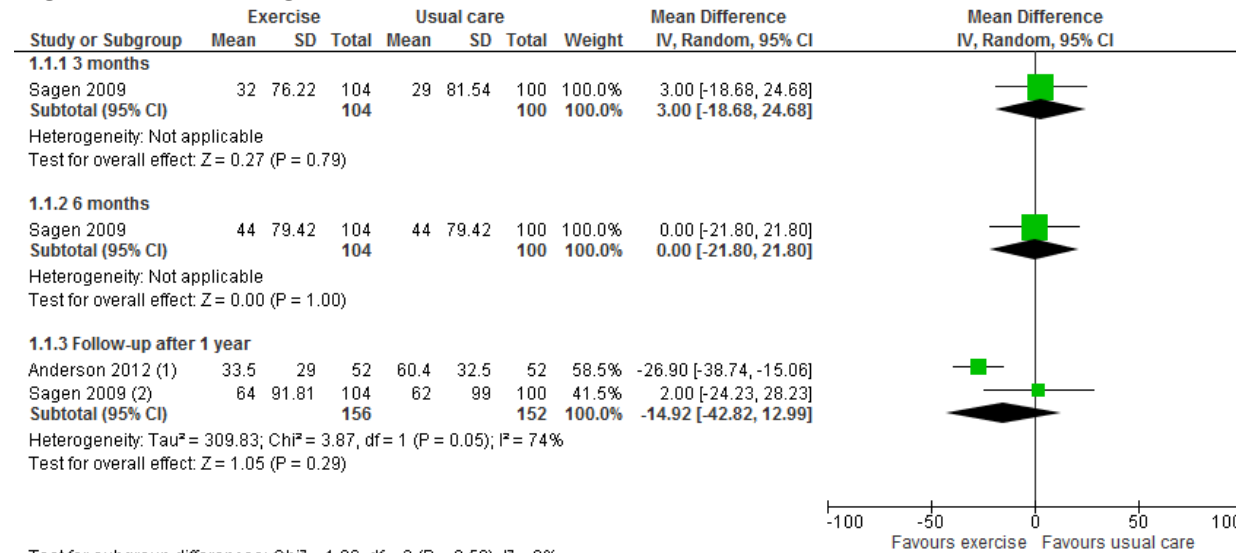 Exercise Usual care Mean Difference Mean Difference
Study or Subgroup Mean SD Total Mean SD Total Weight IV, Random, 95% CI IV, Random, 95% CI
1.1.1 3 months
Sagen 2009 32 76.22 104 29 81.54 100 100.0% 3.00 [-18.68, 24.68]
Subtotal (95% CI) 104 100 100.0% 3.00 [-18.68, 24.68]
Heterogeneity: Not applicable
Test for overall effect: Z = 0.27 (P = 0.79)
1.1.2 6 months
Sagen 2009 44 79.42 104 44 79.42 100 100.0% 0.00 [-21.80, 21.80]
Subtotal (95% CI) 104 100 100.0% 0.00 [-21.80, 21.80]
Heterogeneity: Not applicable
Test for overall effect: Z = 0.00 (P = 1.00)
1.1.3 Follow-up after 1 year
Anderson 2012 (1) 33.5 29 52 60.4 32.5 52 58.5% -26.90 [-38.74, -15.06]
Sagen 2009 (2) 64 91.81 104 62 99 100 41.5% 2.00 [-24.23, 28.23]
Subtotal (95% CI) 156 152 100.0% -14.92 [-42.82, 12.99]
Heterogeneity: Tau² = 309.83; Chi² = 3.87, df = 1 (P = 0.05); I² = 74%
Test for overall effect: Z = 1.05 (P = 0.29)
-100 -50 0 50 100
Favours exercise Favours usual care